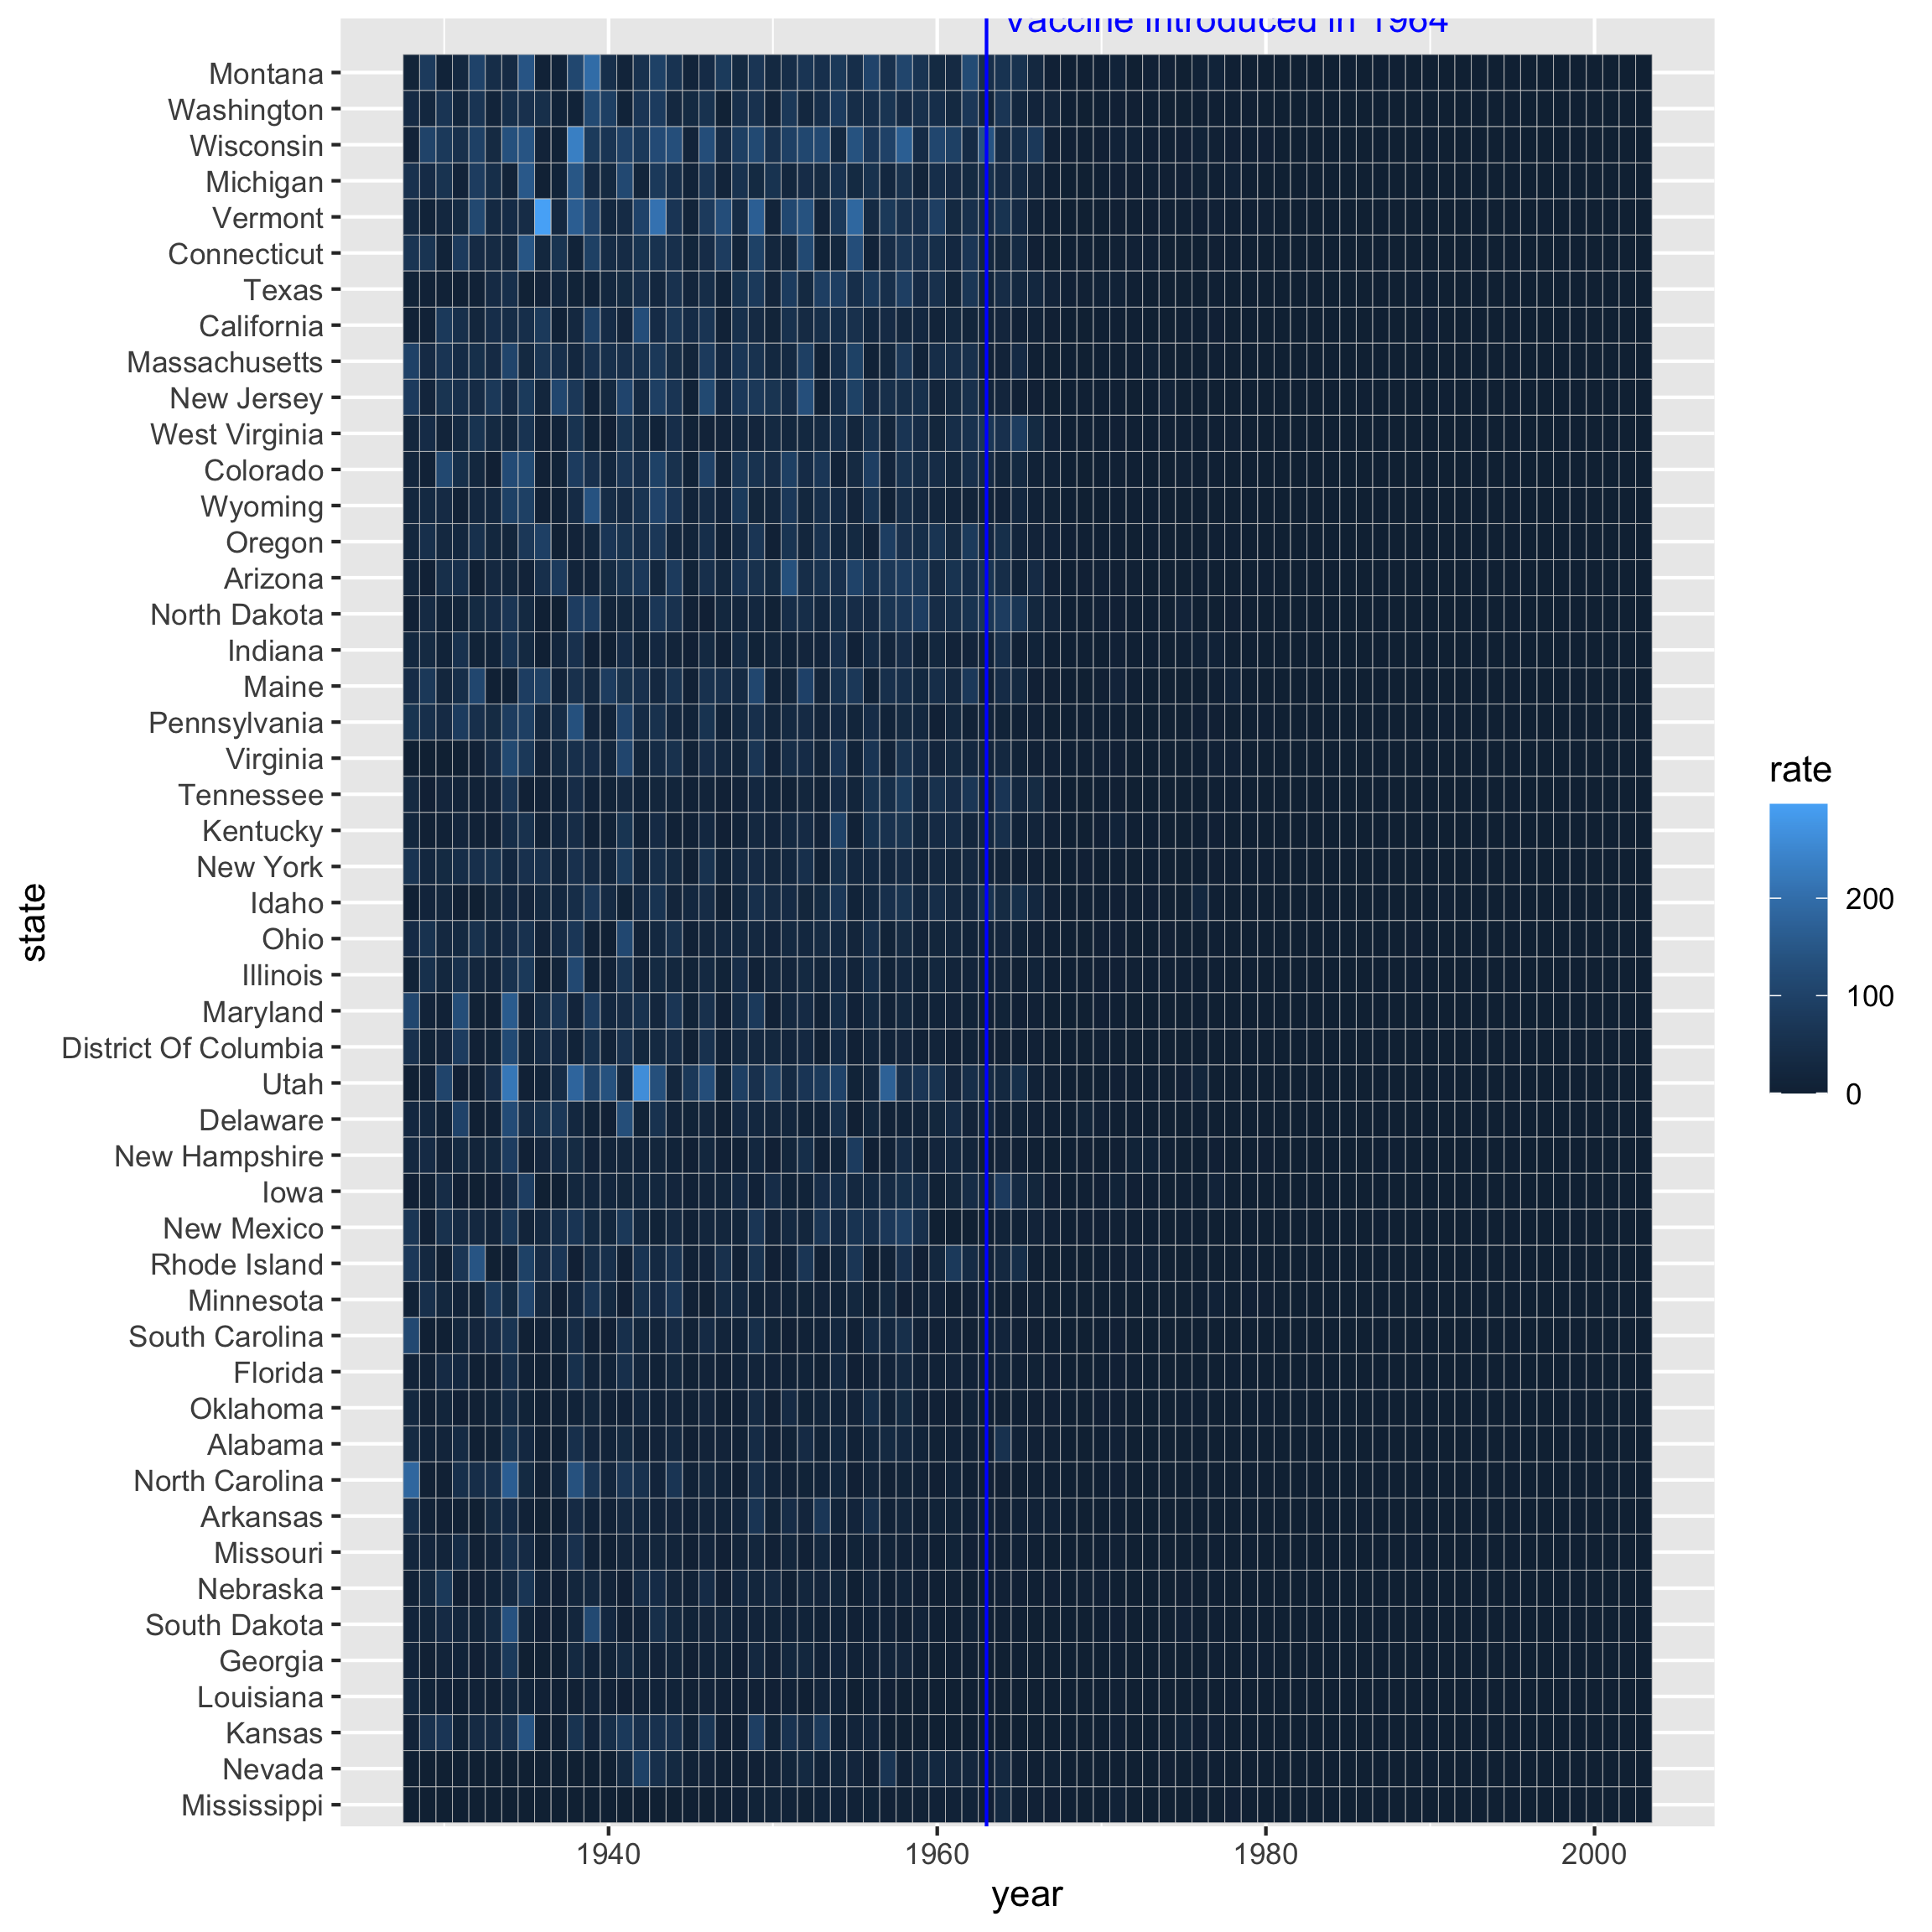 Vaccine introduced in 1964
Montana
Washington
Wisconsin
Michigan
Vermont
Connecticut
Texas
California
Massachusetts
New Jersey
West Virginia
Colorado
Wyoming
Oregon
Arizona
North Dakota
Indiana
Maine
Pennsylvania
Virginia
Tennessee
Kentucky
New York
Idaho
Ohio
Illinois
Maryland
District Of Columbia
Utah
Delaware
New Hampshire
Iowa
New Mexico
Rhode Island
Minnesota
South Carolina
Florida
Oklahoma
Alabama
North Carolina
Arkansas
Missouri
Nebraska
South Dakota
Georgia
Louisiana
Kansas
Nevada
Mississippi
state
1940 1960 1980 2000
year
rate
200
100
0